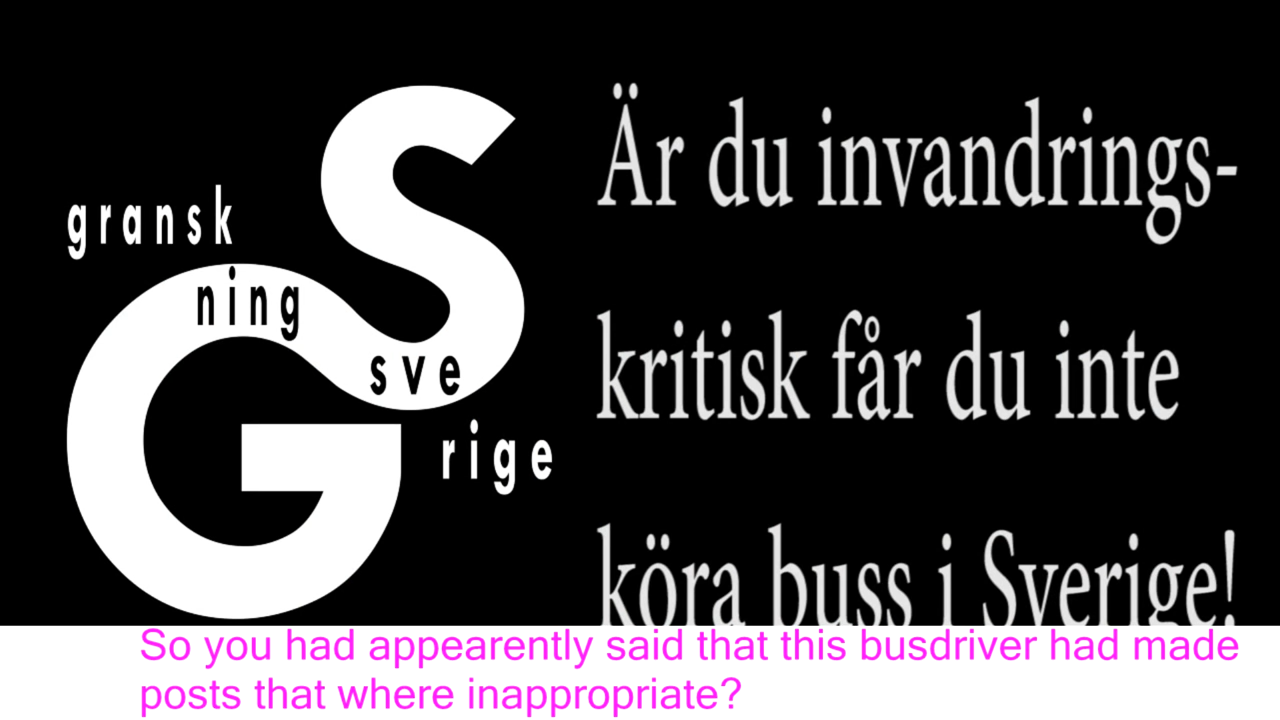 gransk
ning
sve
rige
Är du invandrings-
kritisk får du inte
köra buss i Sverige!
So you had appearently said that this busdriver had made
posts that where inappropriate?